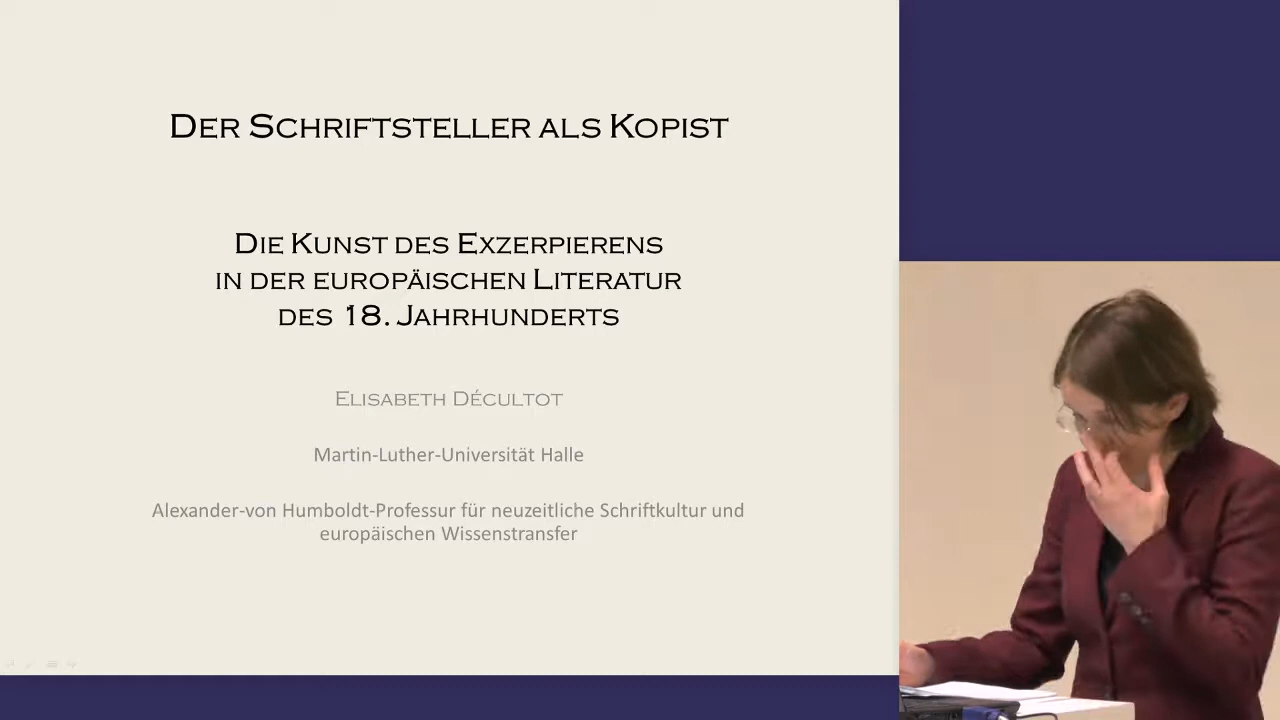 Der Schriftsteller als Kopist
Die Kunst des Exzerpierens
in der europäischen Literatur
des 18. Jahrhunderts
Elisabeth Décultot
Martin-Luther-Universität Halle
Alexander-von Humboldt-Professur für neuzeitliche Schriftkultur und
europäischen Wissenstransfer